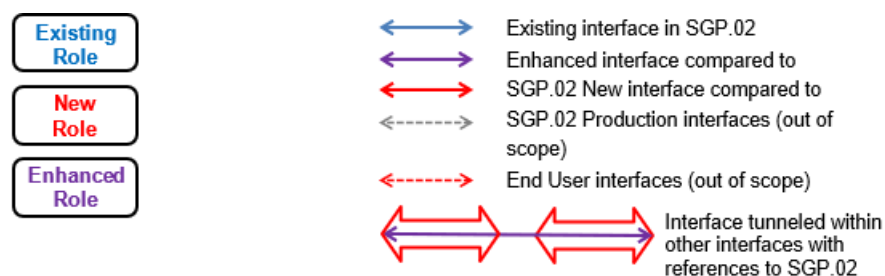 Existing
Role
New
Role
Enhanced
Role
Existing interface in SGP.02
Enhanced interface compared to
SGP.02 New interface compared to
SGP.02 Production interfaces (out of
scope)
End User interfaces (out of scope)
Interface tunneled within
other interfaces with
references to SGP.02